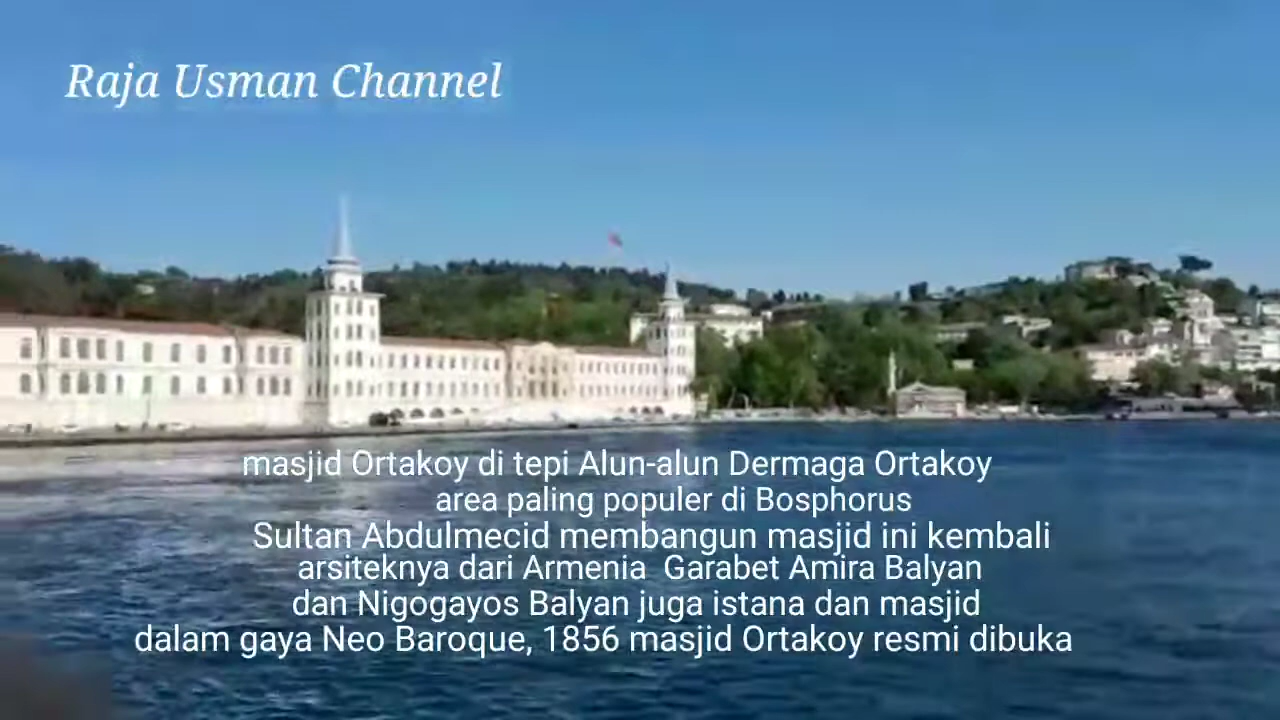 Raja Usman Channel
masjid Ortakoy di tepi Alun-alun Dermaga Ortakoy
area paling populer di Bosphorus
Sultan Abdulmecid membangun masjid ini kembali
arsiteknya dari Armenia Garabet Amira Balyan
dan Nigogayos Balyan juga istana dan masjid
dalam gaya Neo Baroque, 1856 masjid Ortakoy resmi dibuka